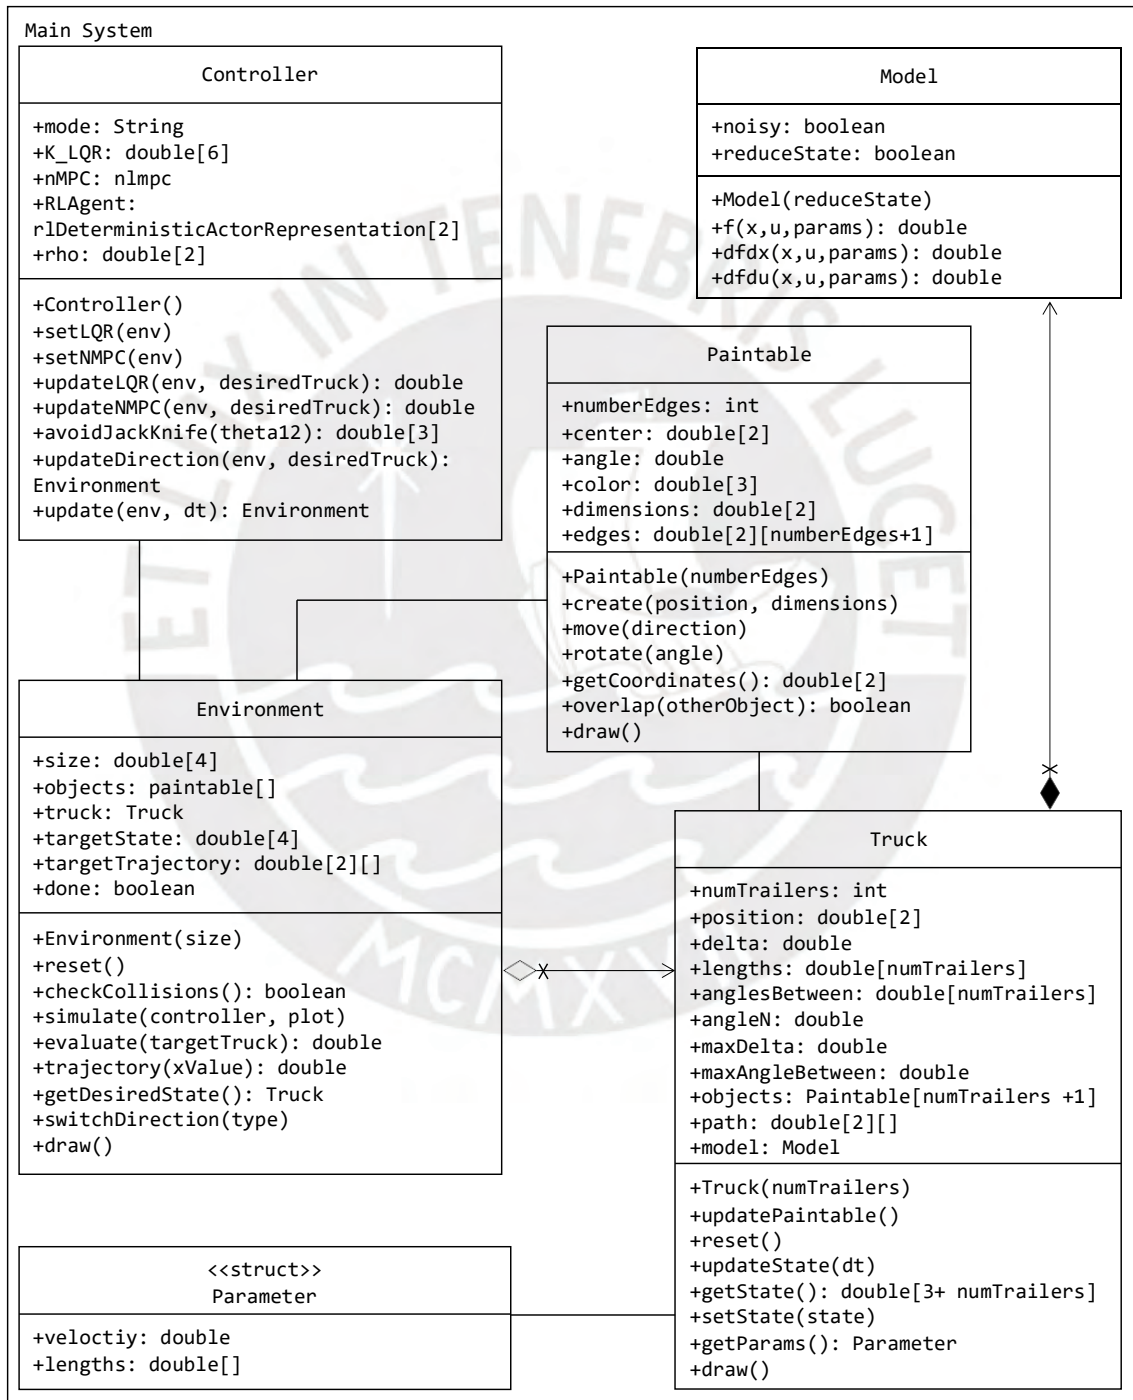 Main System
Controller
+mode: String
+K_LQR: double[6]
+nMPC: nlmpc
+RLAgent:
rlDeterministicActorRepresentation[2]
+rho: double[2]
+Controller()
+setLQR(env)
+setNMPC(env)
+updateLQR(env, desiredTruck): double
+updateNMPC(env, desiredTruck): double
+avoidJackKnife(theta12): double[3]
+updateDirection(env, desiredTruck):
Environment
+update(env, dt): Environment
Model
+noisy: boolean
+reduceState: boolean
+Model(reduceState)
+f(x,u,params): double
+dfdx(x,u,params): double
+dfdu(x,u,params): double
Paintable
+numberEdges: int
+center: double[2]
+angle: double
+color: double[3]
+dimensions: double[2]
+edges: double[2][numberEdges+1]
+Paintable(numberEdges)
+create(position, dimensions)
+move(direction)
+rotate(angle)
+getCoordinates(): double[2]
+overlap(otherObject): boolean
+draw()
Environment
+size: double[4]
+objects: paintable[]
+truck: Truck
+targetState: double[4]
+targetTrajectory: double[2][]
+done: boolean
+Environment(size)
+reset()
+checkCollisions(): boolean
+simulate(controller, plot)
+evaluate(targetTruck): double
+trajectory(xValue): double
+getDesiredState(): Truck
+switchDirection(type)
+draw()
Truck
+numTrailers: int
+position: double[2]
+delta: double
+lengths: double[numTrailers]
+anglesBetween: double[numTrailers]
+angleN: double
+maxDelta: double
+maxAngleBetween: double
+objects: Paintable[numTrailers +1]
+path: double[2][]
+model: Model
+Truck(numTrailers)
+updatePaintable()
+reset()
+updateState(dt)
+getState(): double[3+ numTrailers]
+setState(state)
+getParams(): Parameter
+draw()
<<struct>>
Parameter
+veloctiy: double
+lengths: double[]
ET LUX IN TENEBRIS LUCET